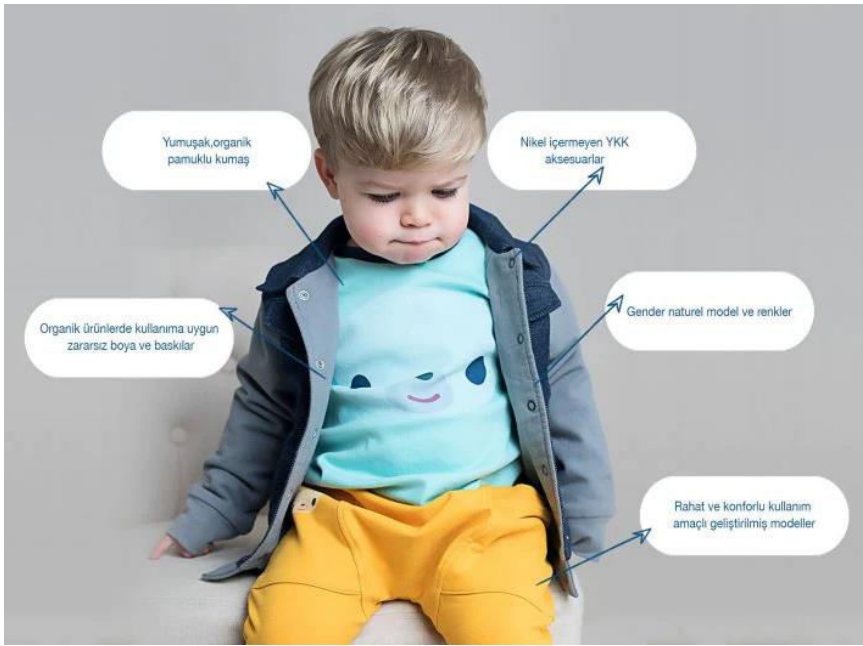 Yumuşak,organik
pamuklu kumaş
Nikel içermeyen YKK
aksesuarlar
Organik ürünlerde kullanıma uygun
zararsız boya ve baskılar
Gender naturel model ve renkler
Rahat ve konforlu kullanım
amaçlı geliştirilmiş modeller